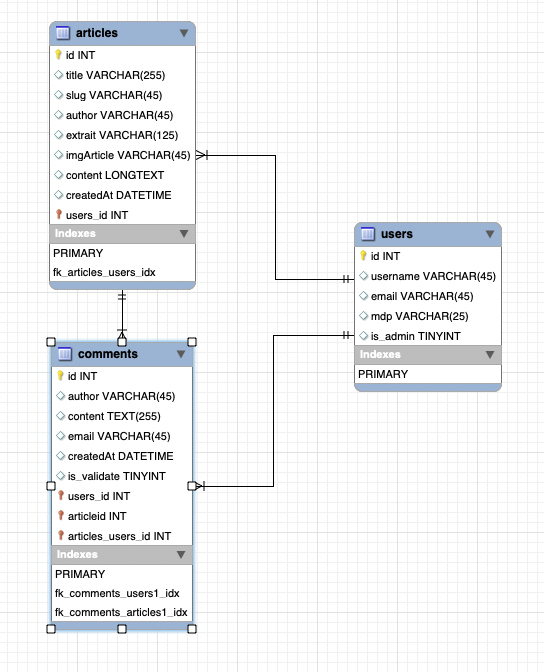 articles
id INT
title VARCHAR(255)
slug VARCHAR(45)
author VARCHAR(45)
extrait VARCHAR(125)
imgArticle VARCHAR(45)
content LONGTEXT
createdAt DATETIME
users_id INT
Indexes
PRIMARY
fk_articles_users_idx
users
id INT
username VARCHAR(45)
email VARCHAR(45)
mdp VARCHAR(25)
is_admin TINYINT
Indexes
PRIMARY
comments
id INT
author VARCHAR(45)
content TEXT(255)
email VARCHAR(45)
createdAt DATETIME
is_validate TINYINT
users_id INT
articleid INT
articles_users_id INT
Indexes
PRIMARY
fk_comments_users1_idx
fk_comments_articles1_idx